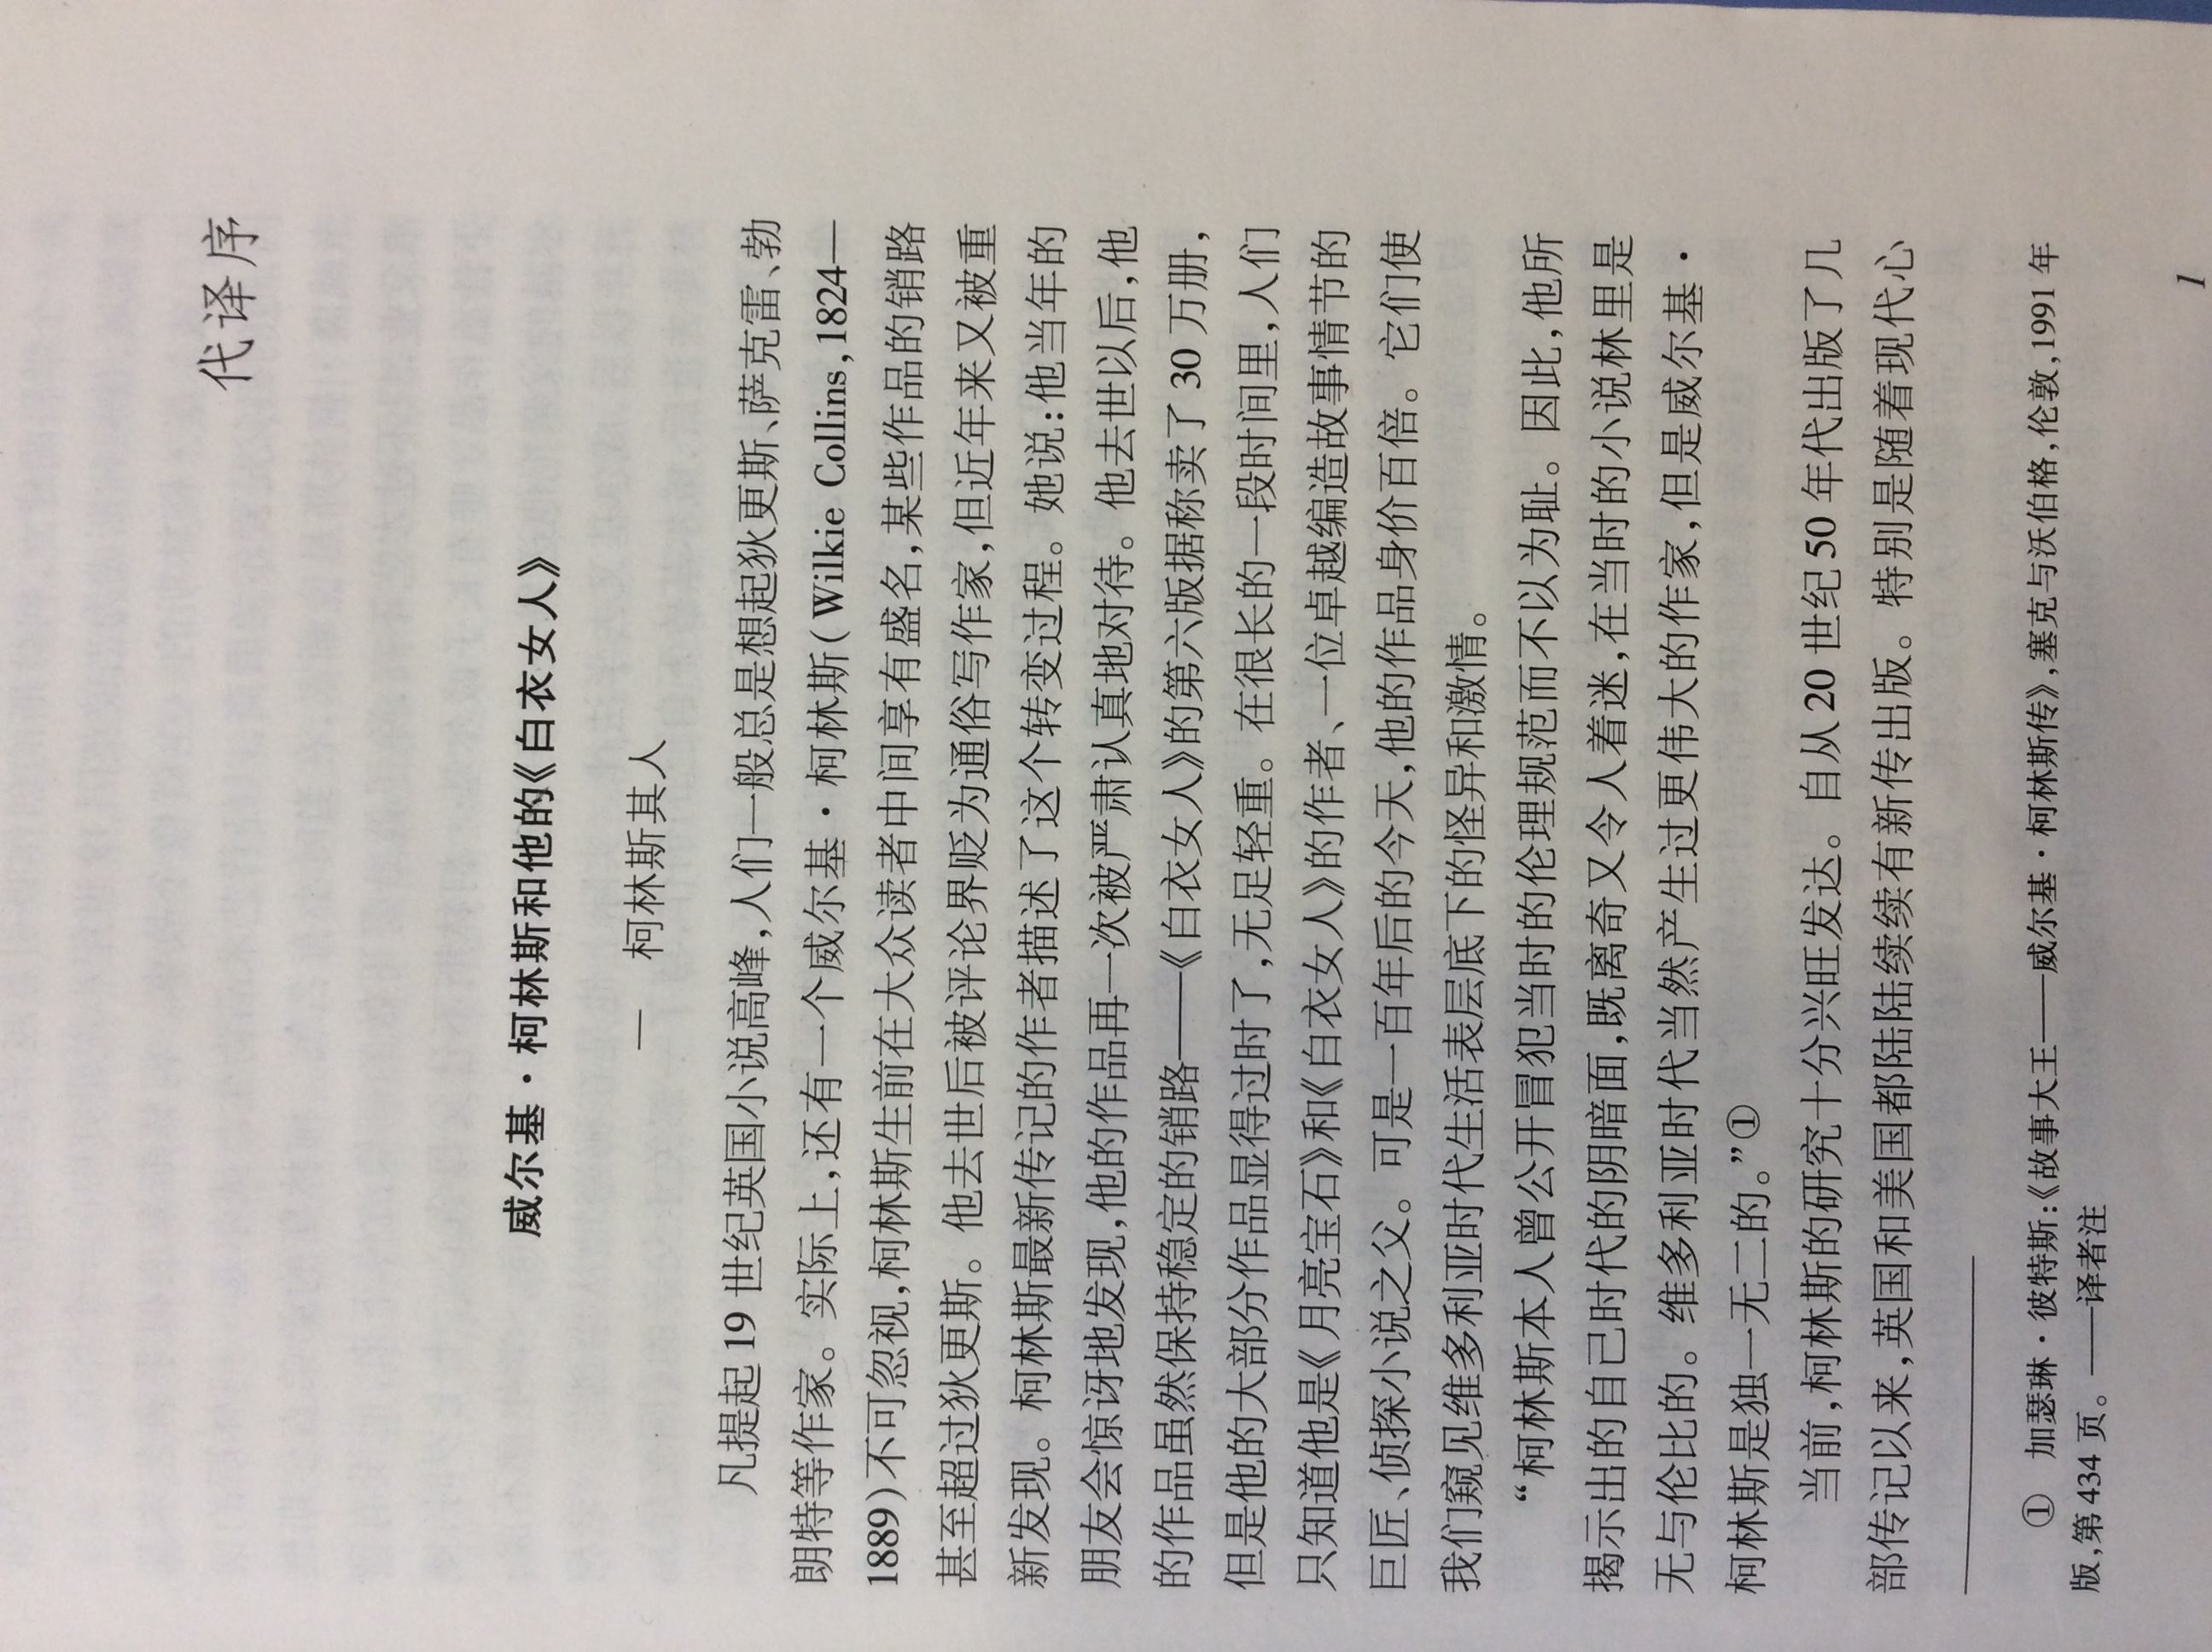 代译序
威尔基·柯林斯和他的《白衣女人》
一 柯林斯其人
凡提起19世纪英国小说高峰,人们一般总是想起狄更斯、萨克雷、勃
朗特等作家。实际上,还有一个威尔基·柯林斯(Wilkie Collins,1824—
1889)不可忽视,柯林斯生前在大众读者中间享有盛名,某些作品的销路
甚至超过狄更斯。他去世后被评论界贬为通俗写作家,但近年来又被重
新发现。柯林斯最新传记的作者描述了这个转变过程。她说:他当年的
朋友会惊讶地发现,他的作品再一次被严肃认真地对待。他去世以后,他
的作品虽然保持稳定的销路——《白衣女人》的第六版据称卖了30万册,
但是他的大部分作品显得过时了,无足轻重。在很长的一段时间里,人们
只知道他是《月亮宝石》和《白衣女人》的作者、一位卓越编造故事情节的
巨匠、侦探小说之父。可是一百年后的今天,他的作品身价百倍。它们使
我们窥见维多利亚时代生活表层底下的怪异和激情。
“柯林斯本人曾公开冒犯当时的伦理规范而不以为耻。因此,他所
揭示出的自己时代的阴暗面,既离奇又令人着迷,在当时的小说林里是
无与伦比的。维多利亚时代当然产生过更伟大的作家,但是威尔基·
柯林斯是独一无二的。”①
当前,柯林斯的研究十分兴旺发达。自从20世纪50年代出版了几
部传记以来,英国和美国都陆陆续续有新传出版。特别是随着现代心
① 加瑟琳·彼特斯:《故事大王——威尔基·柯林斯传》,塞克与沃伯格,伦敦,1991年
版,第434页。——译者注
1